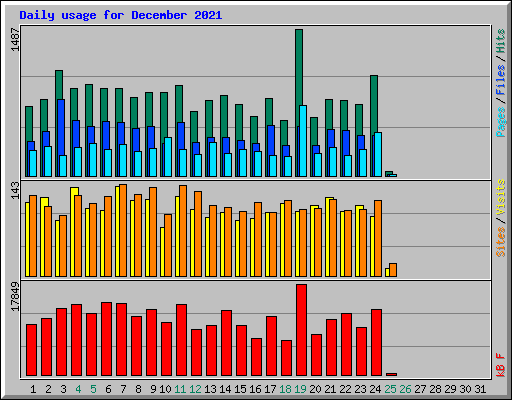 Daily usage for December 2021
1487
Pages / Files / Hits
143
Sites / Visits
17849
kB F
1 2 3 4 5 6 7 8 9 10 11 12 13 14 15 16 17 18 19 20 21 22 23 24 25 26 27 28 29 30 31